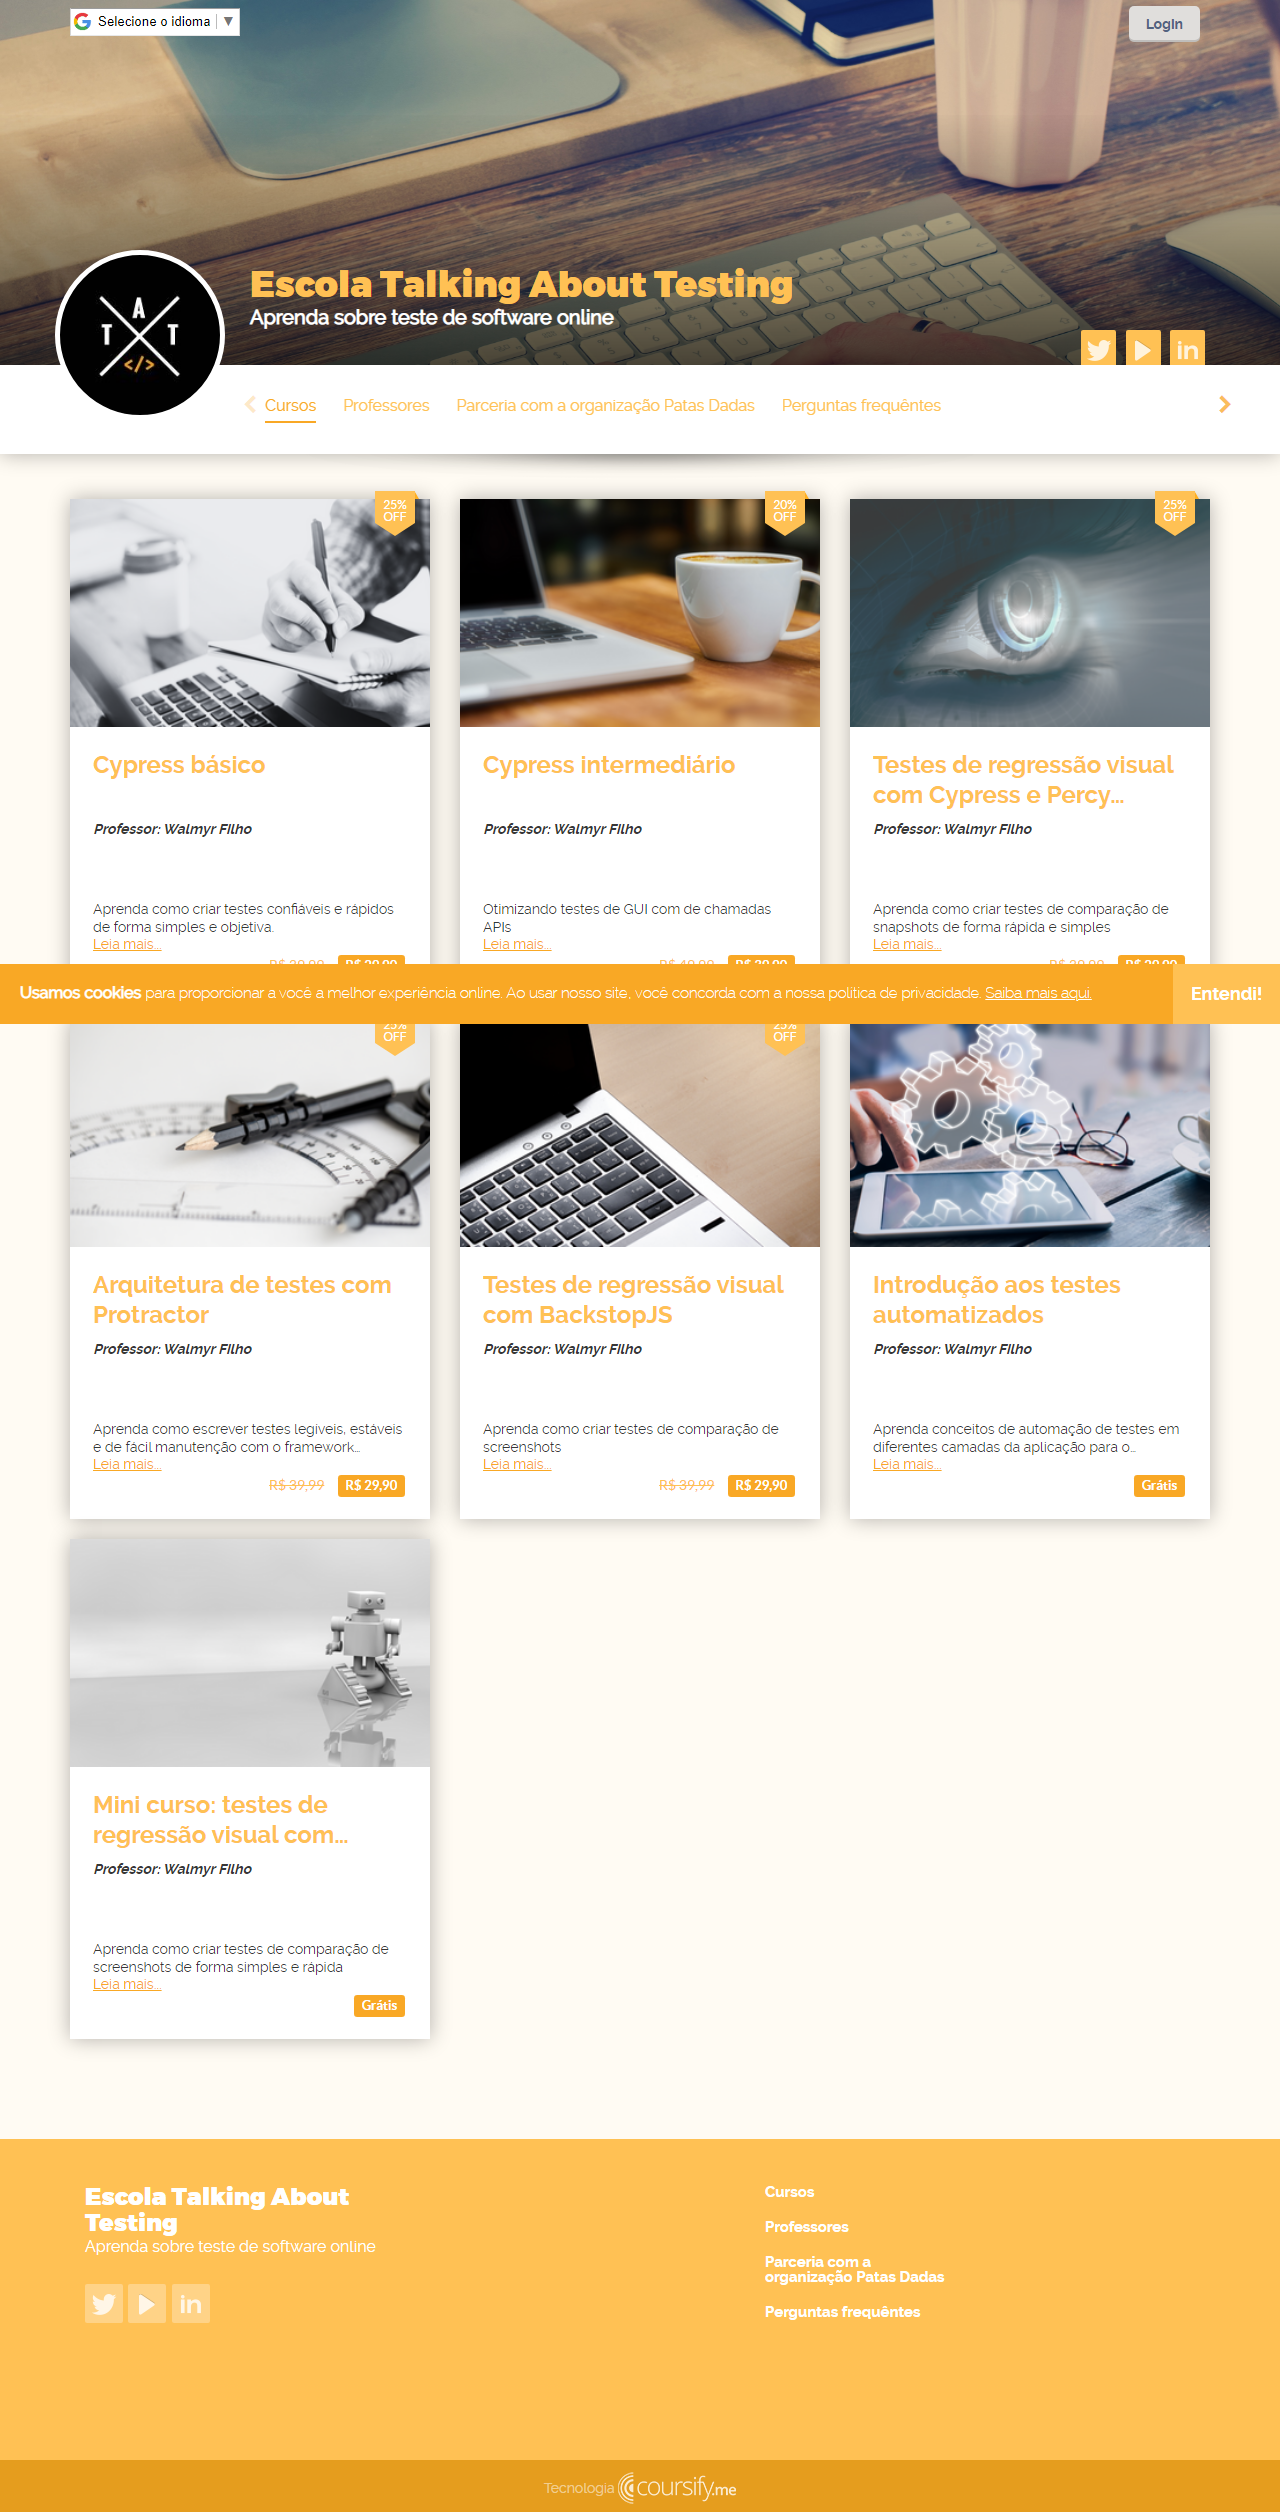 Selecione o idioma ▼
Login
Escola Talking About Testing
Aprenda sobre teste de software online
T A T
</>
Cursos Professores Parceria com a organização Patas Dadas Perguntas frequêntes
25% OFF
20% OFF
25% OFF
Cypress básico
Professor: Walmyr Filho
Aprenda como criar testes confiáveis e rápidos
de forma simples e objetiva.
Leia mais...
Cypress intermediário
Professor: Walmyr Filho
Otimizando testes de GUI com de chamadas
APIs
Leia mais...
Testes de regressão visual
com Cypress e Percy...
Professor: Walmyr Filho
Aprenda como criar testes de comparação de
snapshots de forma rápida e simples
Leia mais...
Usamos cookies para proporcionar a você a melhor experiência online. Ao usar nosso site, você concorda com a nossa política de privacidade. Saiba mais aqui.
Entendi!
25% OFF
25% OFF
Arquitetura de testes com
Protractor
Professor: Walmyr Filho
Aprenda como escrever testes legíveis, estáveis
e de fácil manutenção com o framework...
Leia mais...
R$ 39,99 R$ 29,90
Testes de regressão visual
com BackstopJS
Professor: Walmyr Filho
Aprenda como criar testes de comparação de
screenshots
Leia mais...
R$ 39,99 R$ 29,90
Introdução aos testes
automatizados
Professor: Walmyr Filho
Aprenda conceitos de automação de testes em
diferentes camadas da aplicação para o...
Leia mais...
Grátis
Mini curso: testes de
regressão visual com...
Professor: Walmyr Filho
Aprenda como criar testes de comparação de
screenshots de forma simples e rápida
Leia mais...
Grátis
Escola Talking About
Testing
Aprenda sobre teste de software online
Cursos
Professores
Parceria com a
organização Patas Dadas
Perguntas frequêntes
Tecnologia coursify.me